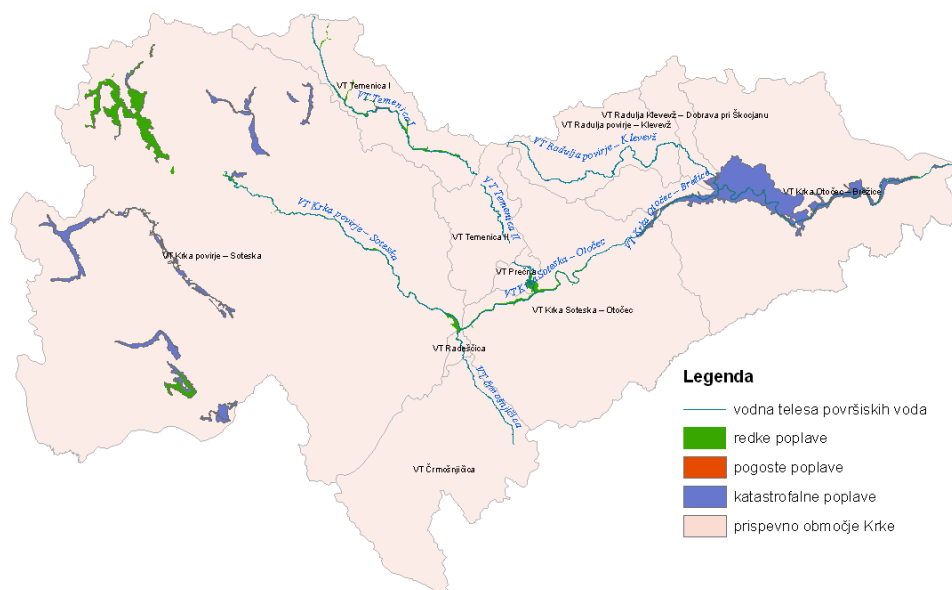 VT Temenica I
VT Temenica I
VT Radulja Klevevž – Dobrava pri Škocjanu
VT Radulja povirje – Klevevž
VT Radulja povirje – Klevevž
VT Krka Otočec – Brežice
VT Krka Otočec – Brežice
VT Temenica II
VT Krka povirje – Soteska
VT Temenica II
VT Krka povirje – Soteska
VT Prečna
VT Krka Soteska – Otočec
VT Krka Soteska – Otočec
VT Radeščica
VT Črmošnjičica
VT Črmošnjičica
Legenda
vodna telesa površiskih voda
redke poplave
pogoste poplave
katastrofalne poplave
prispevno območje Krke